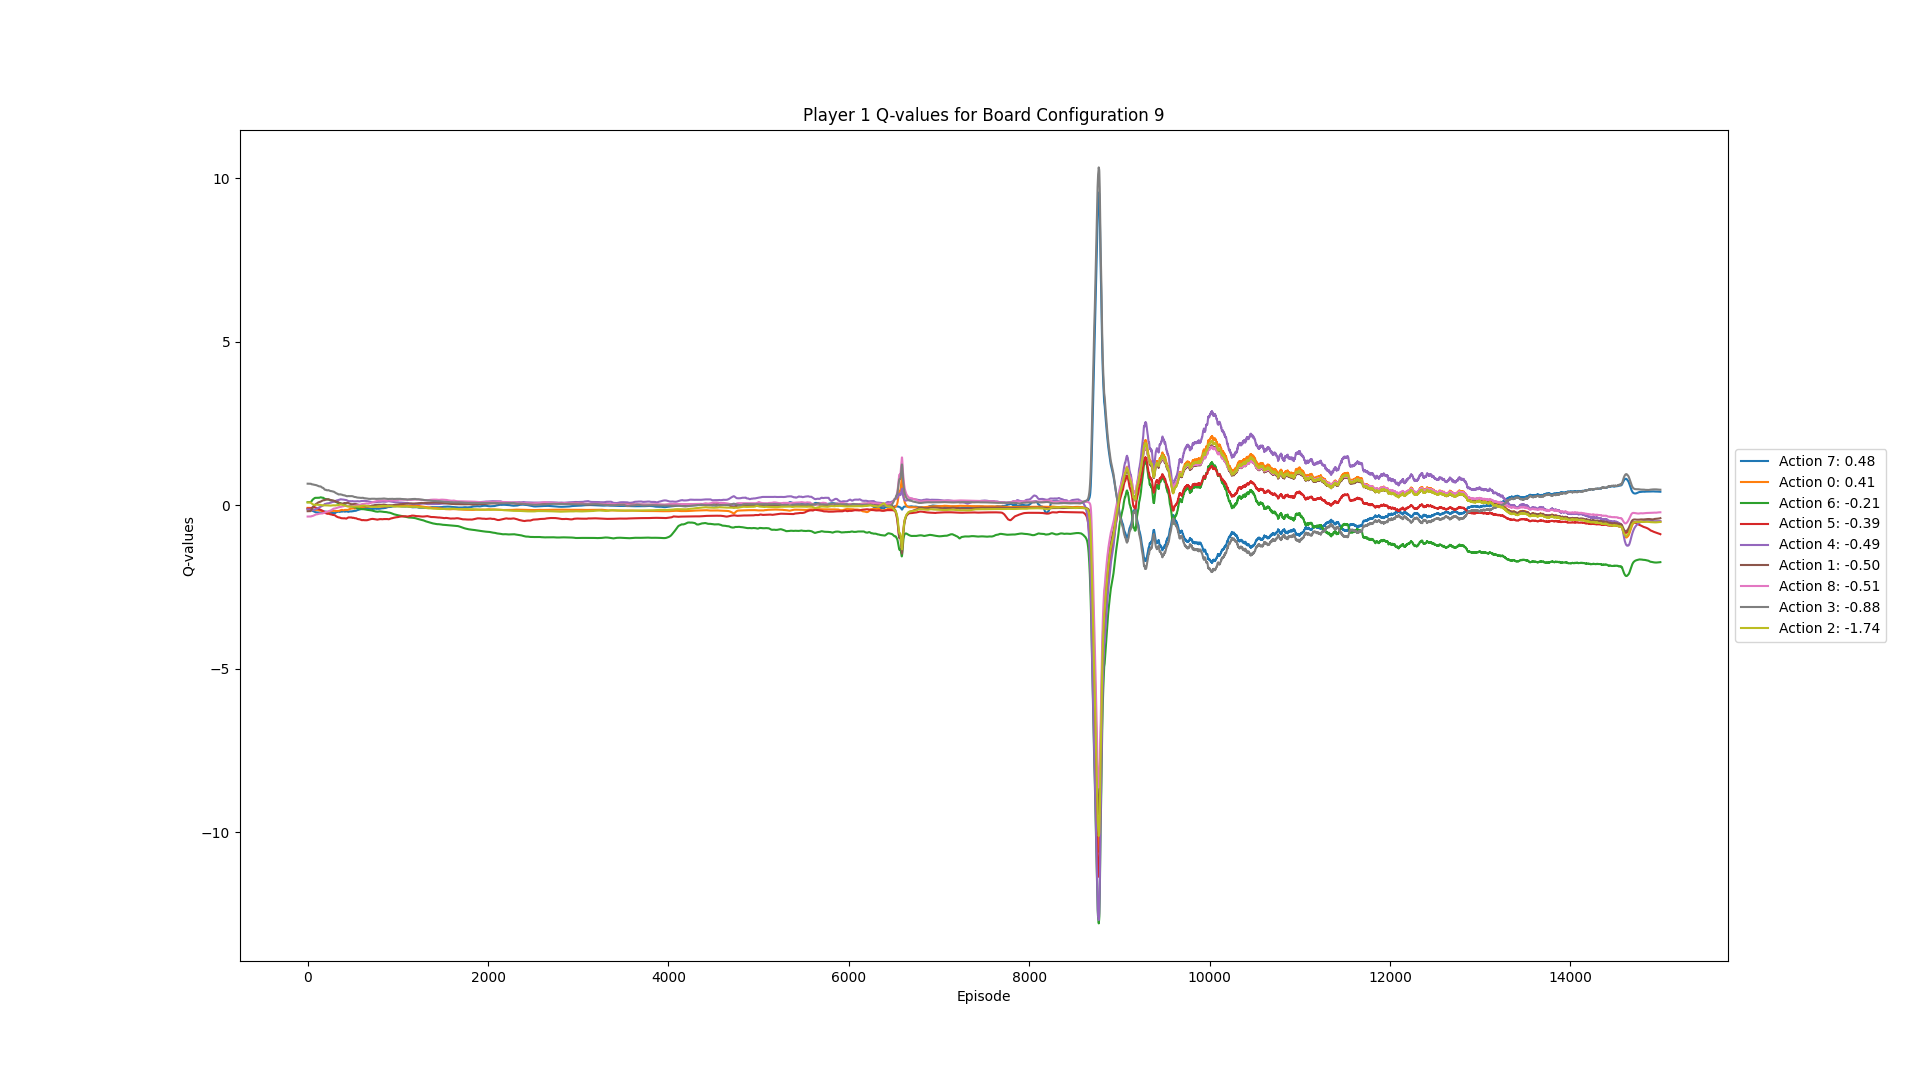 Player 1 Q-values for Board Configuration 9
10
5
0
−5
−10
Q-values
0
2000
4000
6000
8000
10000
12000
14000
Episode
Action 7: 0.48
Action 0: 0.41
Action 6: -0.21
Action 5: -0.39
Action 4: -0.49
Action 1: -0.50
Action 8: -0.51
Action 3: -0.88
Action 2: -1.74